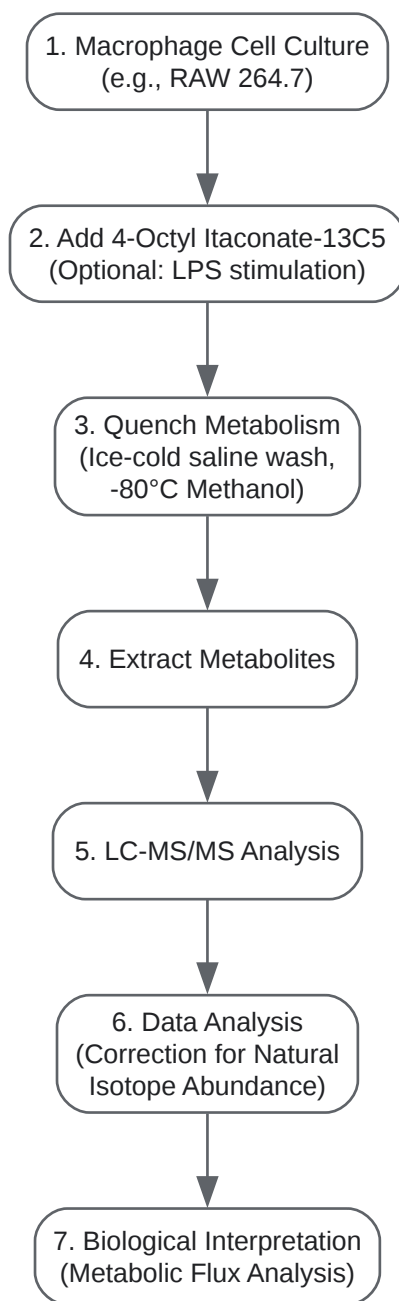 1. Macrophage Cell Culture
(e.g., RAW 264.7)
2. Add 4-Octyl Itaconate-13C5
(Optional: LPS stimulation)
3. Quench Metabolism
(Ice-cold saline wash,
-80°C Methanol)
4. Extract Metabolites
5. LC-MS/MS Analysis
6. Data Analysis
(Correction for Natural
Isotope Abundance)
7. Biological Interpretation
(Metabolic Flux Analysis)